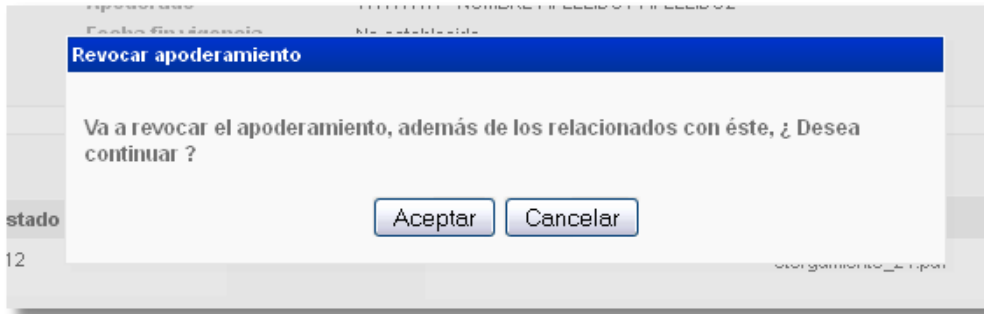 Revocar apoderamiento
Va a revocar el apoderamiento, además de los relacionados con éste, ¿ Desea
continuar ?
Aceptar Cancelar
stado
12